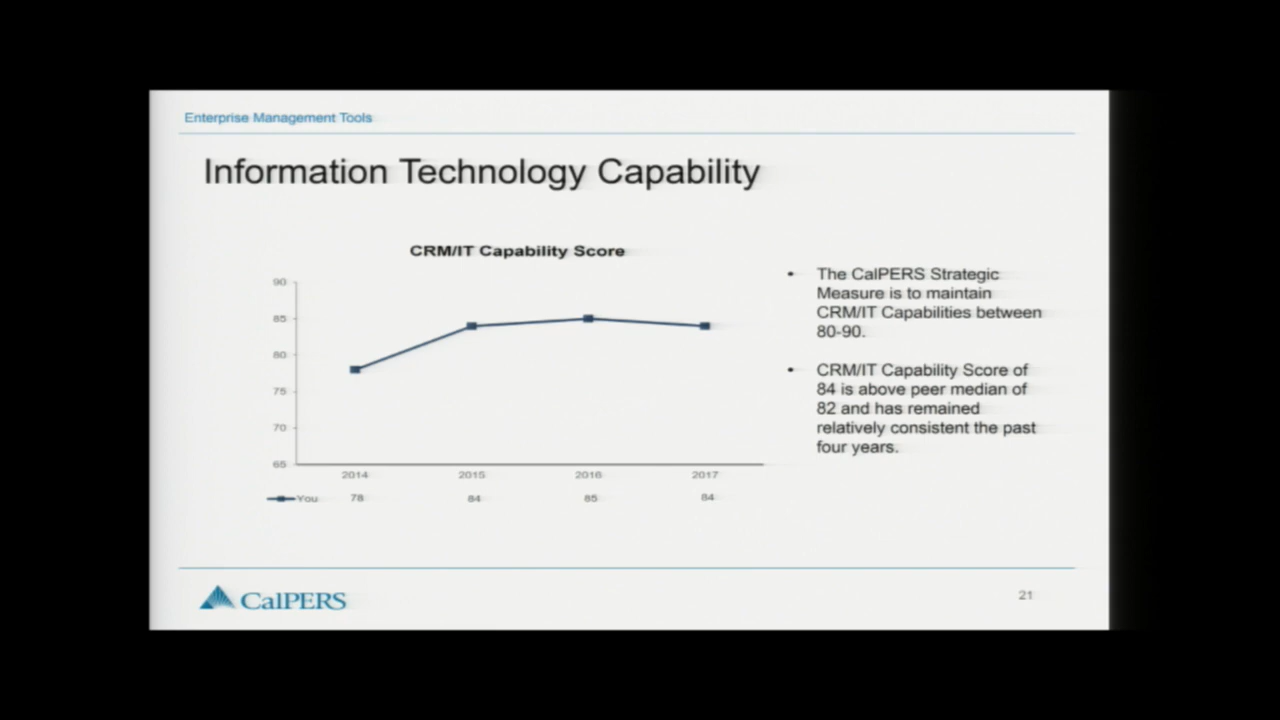 Enterprise Management Tools
Information Technology Capability
CRM/IT Capability Score
90
85
80
75
70
65
2014 2015 2016 2017
You 78 84 85 84
• The CalPERS Strategic
Measure is to maintain
CRM/IT Capabilities between
80-90.
• CRM/IT Capability Score of
84 is above peer median of
82 and has remained
relatively consistent the past
four years.
CalPERS
21